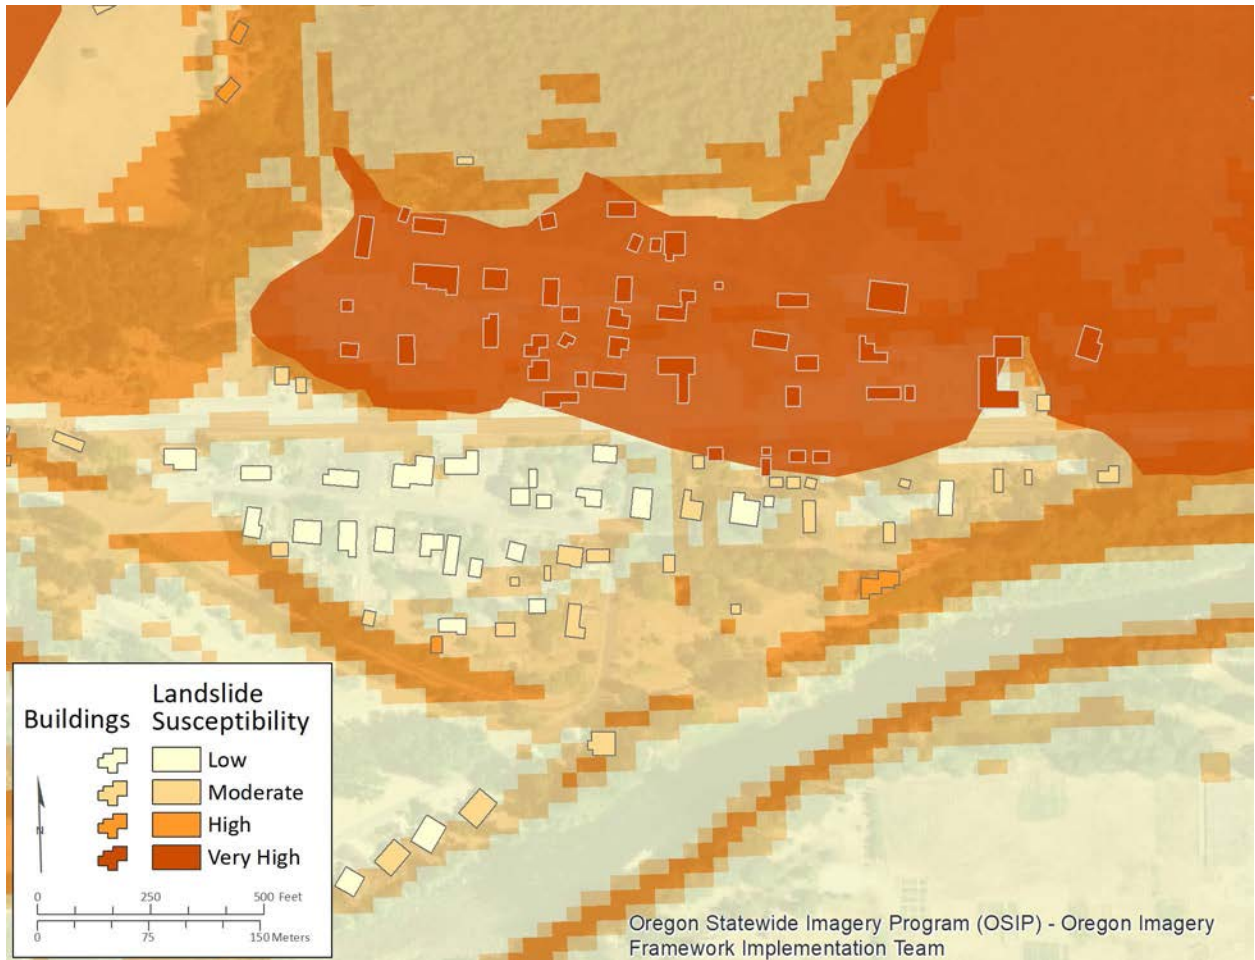 Buildings
Landslide
Susceptibility
Low
Moderate
High
Very High
N
0 250 500 Feet
0 75 150 Meters
Oregon Statewide Imagery Program (OSIP) - Oregon Imagery
Framework Implementation Team